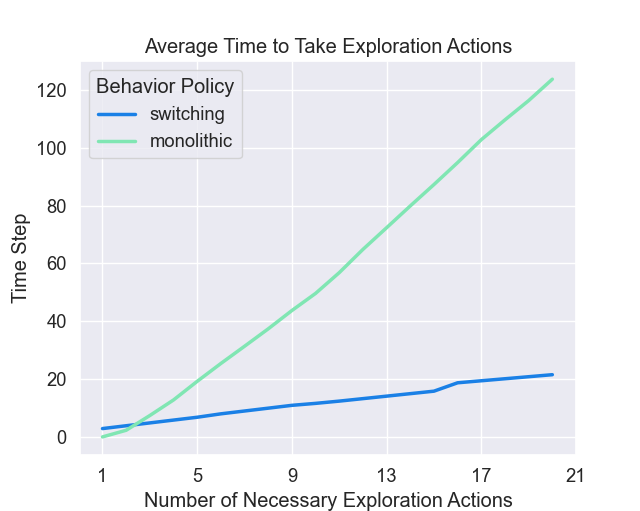 Average Time to Take Exploration Actions
Behavior Policy
switching
monolithic
120
100
80
60
40
20
0
Time Step
1 5 9 13 17 21
Number of Necessary Exploration Actions